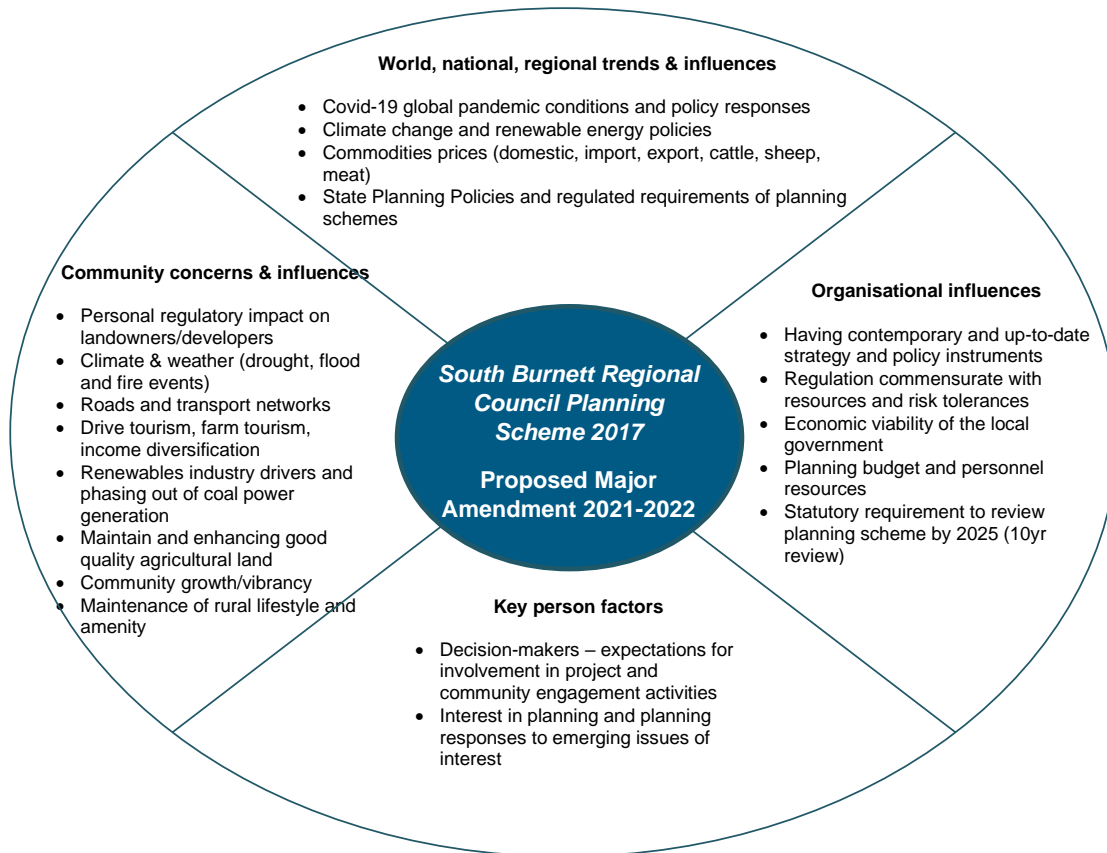 World, national, regional trends & influences
• Covid-19 global pandemic conditions and policy responses
• Climate change and renewable energy policies
• Commodities prices (domestic, import, export, cattle, sheep,
meat)
• State Planning Policies and regulated requirements of planning
schemes
Community concerns & influences
• Personal regulatory impact on
landowners/developers
• Climate & weather (drought, flood
and fire events)
• Roads and transport networks
• Drive tourism, farm tourism,
income diversification
• Renewables industry drivers and
phasing out of coal power
generation
• Maintain and enhancing good
quality agricultural land
• Community growth/vibrancy
• Maintenance of rural lifestyle and
amenity
South Burnett Regional
Council Planning
Scheme 2017
Proposed Major
Amendment 2021-2022
Organisational influences
• Having contemporary and up-to-date
strategy and policy instruments
• Regulation commensurate with
resources and risk tolerances
• Economic viability of the local
government
• Planning budget and personnel
resources
• Statutory requirement to review
planning scheme by 2025 (10yr
review)
Key person factors
• Decision-makers – expectations for
involvement in project and
community engagement activities
• Interest in planning and planning
responses to emerging issues of
interest